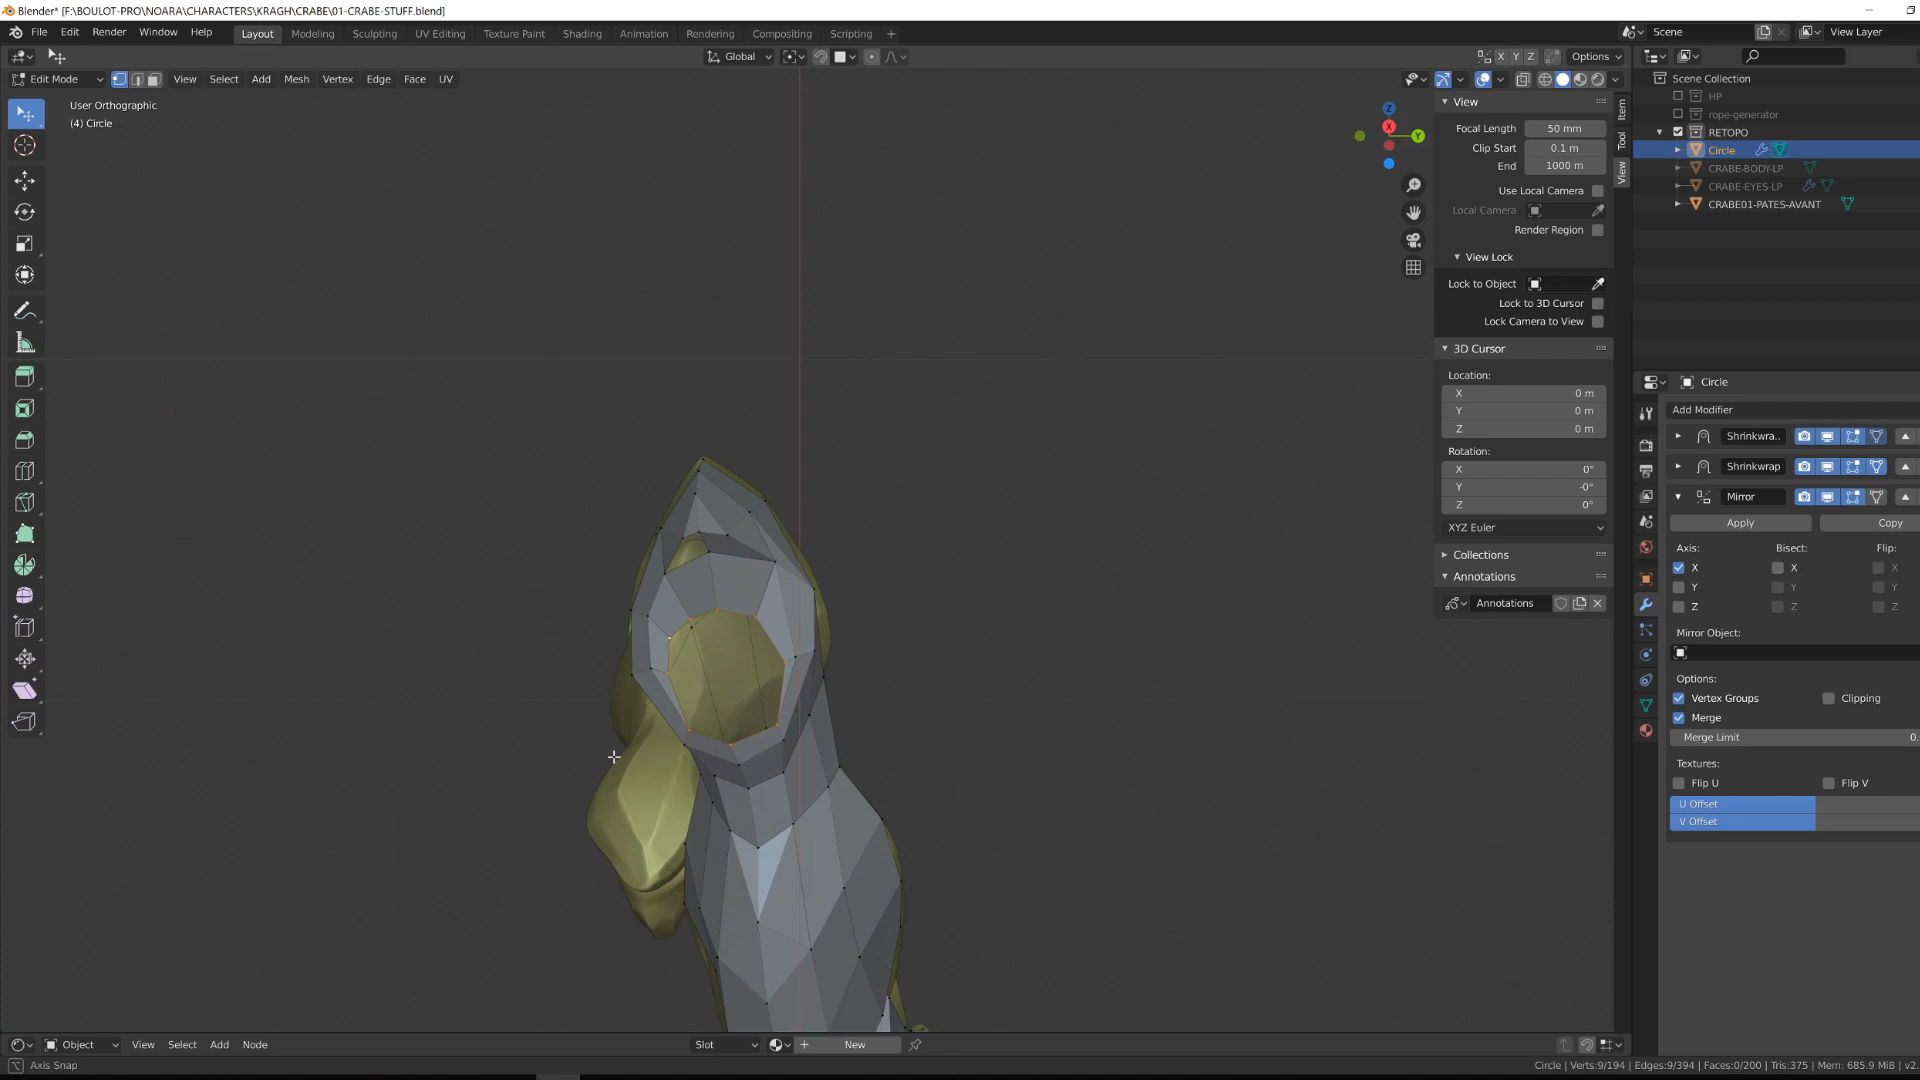 Blender* [F:\BOULOT-PRO\NOARA\CHARACTERS\KRAGH\CRABE\01-CRABE-STUFF.blend]
File Edit Render Window Help
Layout Modeling Sculpting UV Editing Texture Paint Shading Animation Rendering Compositing Scripting +
Scene
View Layer
Global
X Y Z
Options
Edit Mode
View Select Add Mesh Vertex Edge Face UV
User Orthographic
(4) Circle
Z
X
Y
Item
Tool
View
View
Focal Length 50 mm
Clip Start 0.1 m
End 1000 m
Use Local Camera
Local Camera
Render Region
View Lock
Lock to Object
Lock to 3D Cursor
Lock Camera to View
3D Cursor
Location:
X 0 m
Y 0 m
Z 0 m
Rotation:
X 0°
Y -0°
Z 0°
XYZ Euler
Collections
Annotations
Annotations
Scene Collection
HP
rope-generator
RETOPO
Circle
CRABE-BODY-LP
CRABE-EYES-LP
CRABE01-PATES-AVANT
Circle
Add Modifier
Shrinkwra..
Shrinkwrap
Mirror
Apply Copy
Axis: Bisect: Flip:
X X X
Y Y Y
Z Z Z
Mirror Object:
Options:
Vertex Groups Clipping
Merge
Merge Limit 0.
Textures:
Flip U Flip V
U Offset
V Offset
Object View Select Add Node
Slot
New
Axis Snap
Circle | Verts:9/194 | Edges:9/394 | Faces:0/200 | Tris:375 | Mem: 685.9 MiB | v2.